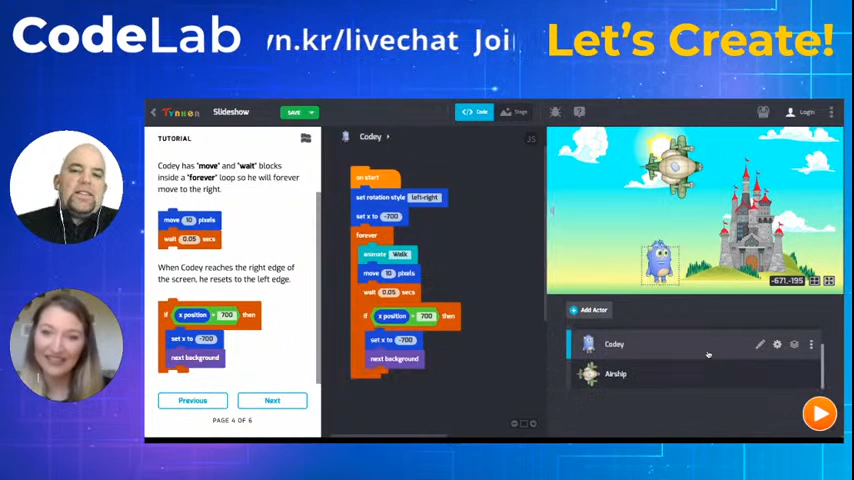 CodeLab
yn.kr/livechat Joi
Let's Create!
Tynker
Slideshow
SAVE
Code
Stage
Login
TUTORIAL
Codey has "move" and "wait" blocks
inside a "forever" loop so he will forever
move to the right.
move 10 pixels
wait 0.05 secs
When Codey reaches the right edge of
the screen, he resets to the left edge.
if x position > 700 then
set x to -700
next background
Previous
Next
PAGE 4 OF 6
Codey
JS
on start
set rotation style left-right
set x to -700
forever
animate Walk
move 10 pixels
wait 0.05 secs
if x position > 700 then
set x to -700
next background
-671,-195
Add Actor
Codey
Airship